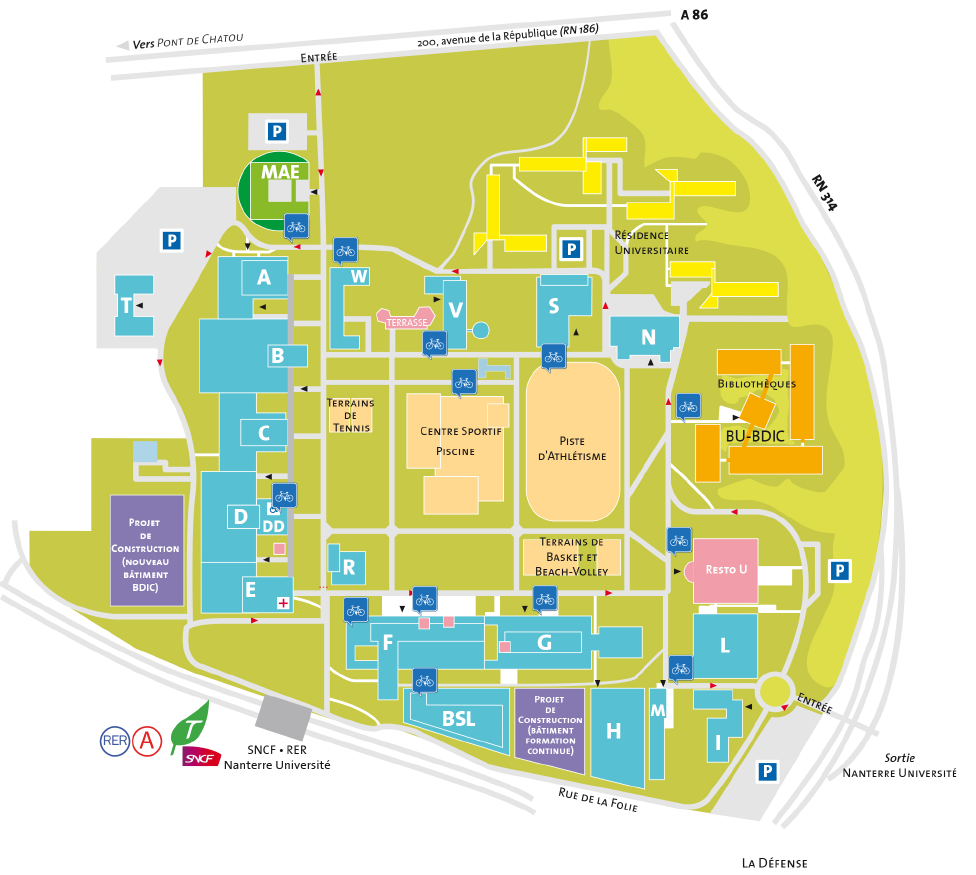 A 86
Vers PONT DE CHATOU
200, avenue de la République (RN 186)
ENTRÉE
P
MAE
RN 314
P
P
RÉSIDENCE
UNIVERSITAIRE
A
W
T
V
S
TERRASSE
N
B
BIBLIOTHÈQUES
TERRAINS
DE
TENNIS
CENTRE SPORTIF
PISCINE
PISTE
D'ATHLÉTISME
BU-BDIC
C
D
DD
PROJET
DE
CONSTRUCTION
(NOUVEAU
BÂTIMENT
BDIC)
TERRAINS DE
BASKET ET
BEACH-VOLLEY
R
RESTO U
P
E
F
G
L
BSL
PROJET
DE
CONSTRUCTION
(BÂTIMENT
FORMATION
CONTINUE)
H
M
I
ENTRÉE
RER
A
T
SNCF
SNCF • RER
NANTERRE UNIVERSITÉ
P
Sortie
NANTERRE UNIVERSITÉ
RUE DE LA FOLIE
LA DÉFENSE